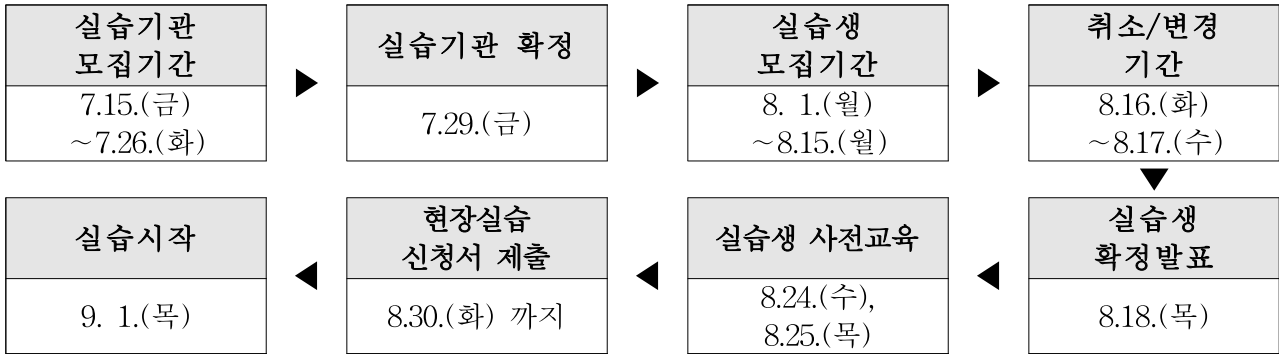 실습기관
모집기간
7.15.(금)
~7.26.(화)
실습기관 확정
7.29.(금)
실습생
모집기간
8. 1.(월)
~8.15.(월)
취소/변경
기간
8.16.(화)
~8.17.(수)
실습생
확정발표
8.18.(목)
실습생 사전교육
8.24.(수),
8.25.(목)
현장실습
신청서 제출
8.30.(화) 까지
실습시작
9. 1.(목)